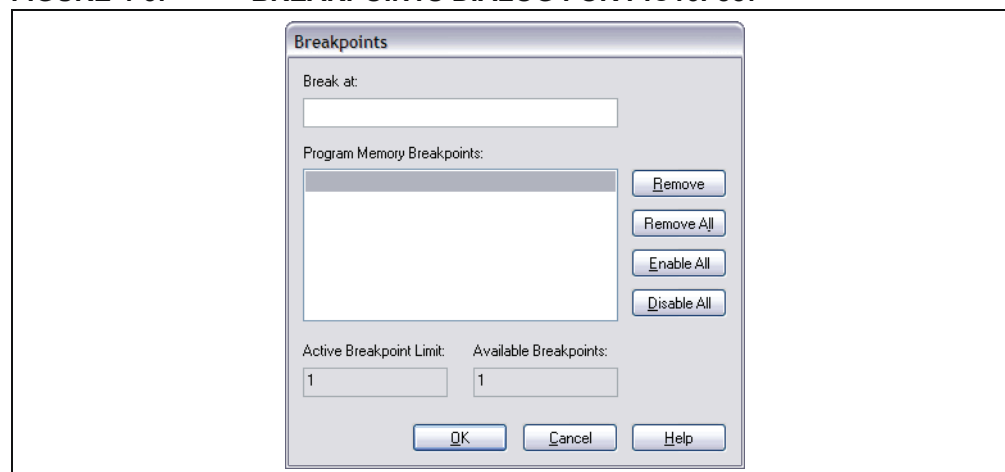 Breakpoints
Break at:
Program Memory Breakpoints:
Remove
Remove All
Enable All
Disable All
Active Breakpoint Limit: Available Breakpoints:
1 1
OK Cancel Help